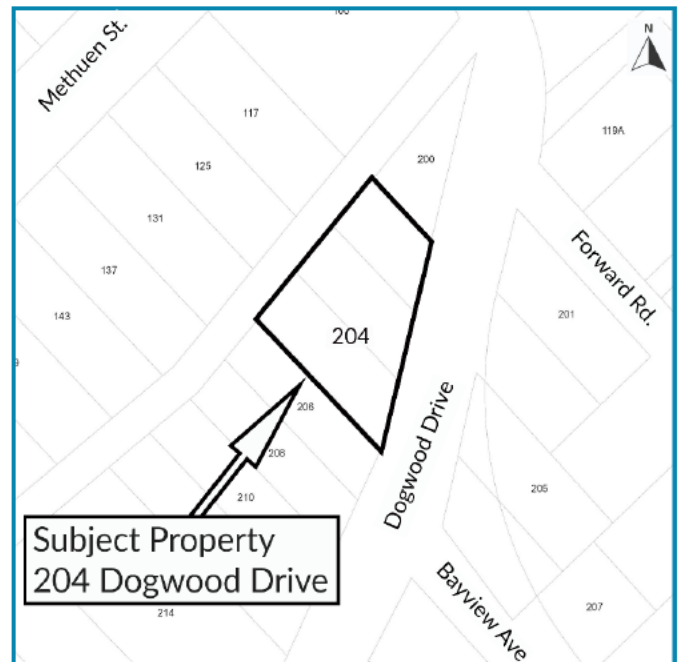 N
Methuen St.
117
119A
200
125
131
Forward Rd.
137
201
143
204
206
Dogwood Drive
208
205
210
Subject Property
204 Dogwood Drive
Bayview Ave
207
214